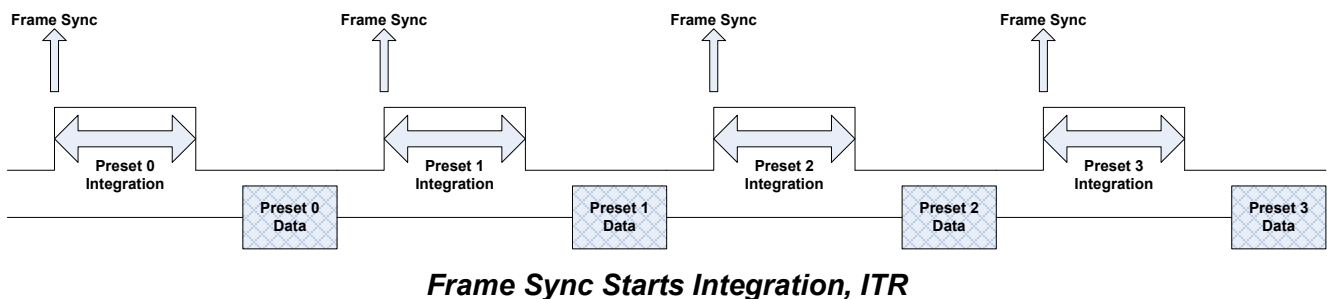 Frame Sync
Frame Sync
Frame Sync
Frame Sync
Preset 0
Integration
Preset 1
Integration
Preset 2
Integration
Preset 3
Integration
Preset 0
Data
Preset 1
Data
Preset 2
Data
Preset 3
Data
Frame Sync Starts Integration, ITR